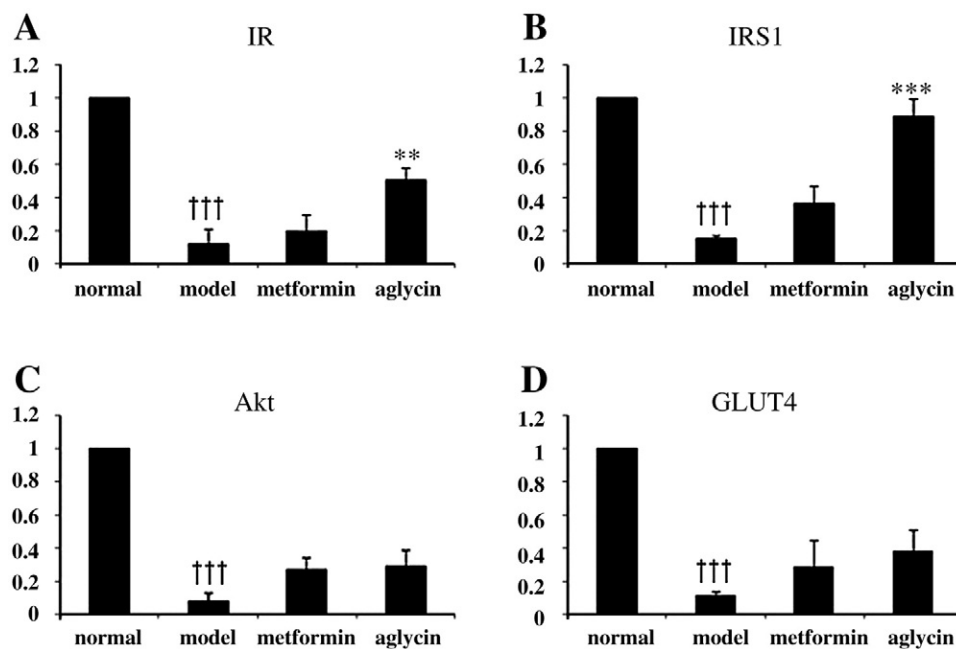 A
IR
1.2
1
0.8
0.6
0.4
0.2
0
†††
**
normal model metformin aglycin
B
IRS1
1.2
1
0.8
0.6
0.4
0.2
0
†††
***
normal model metformin aglycin
C
Akt
1.2
1
0.8
0.6
0.4
0.2
0
†††
normal model metformin aglycin
D
GLUT4
1.2
1
0.8
0.6
0.4
0.2
0
†††
normal model metformin aglycin